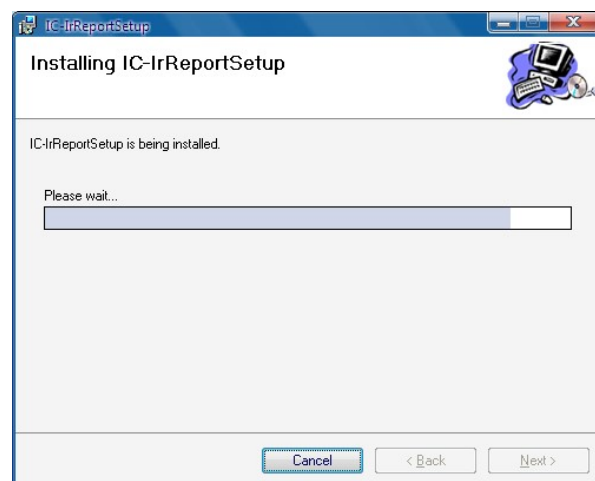 IC-IrReportSetup
Installing IC-IrReportSetup
IC-IrReportSetup is being installed.
Please wait...
Cancel
< Back
Next >